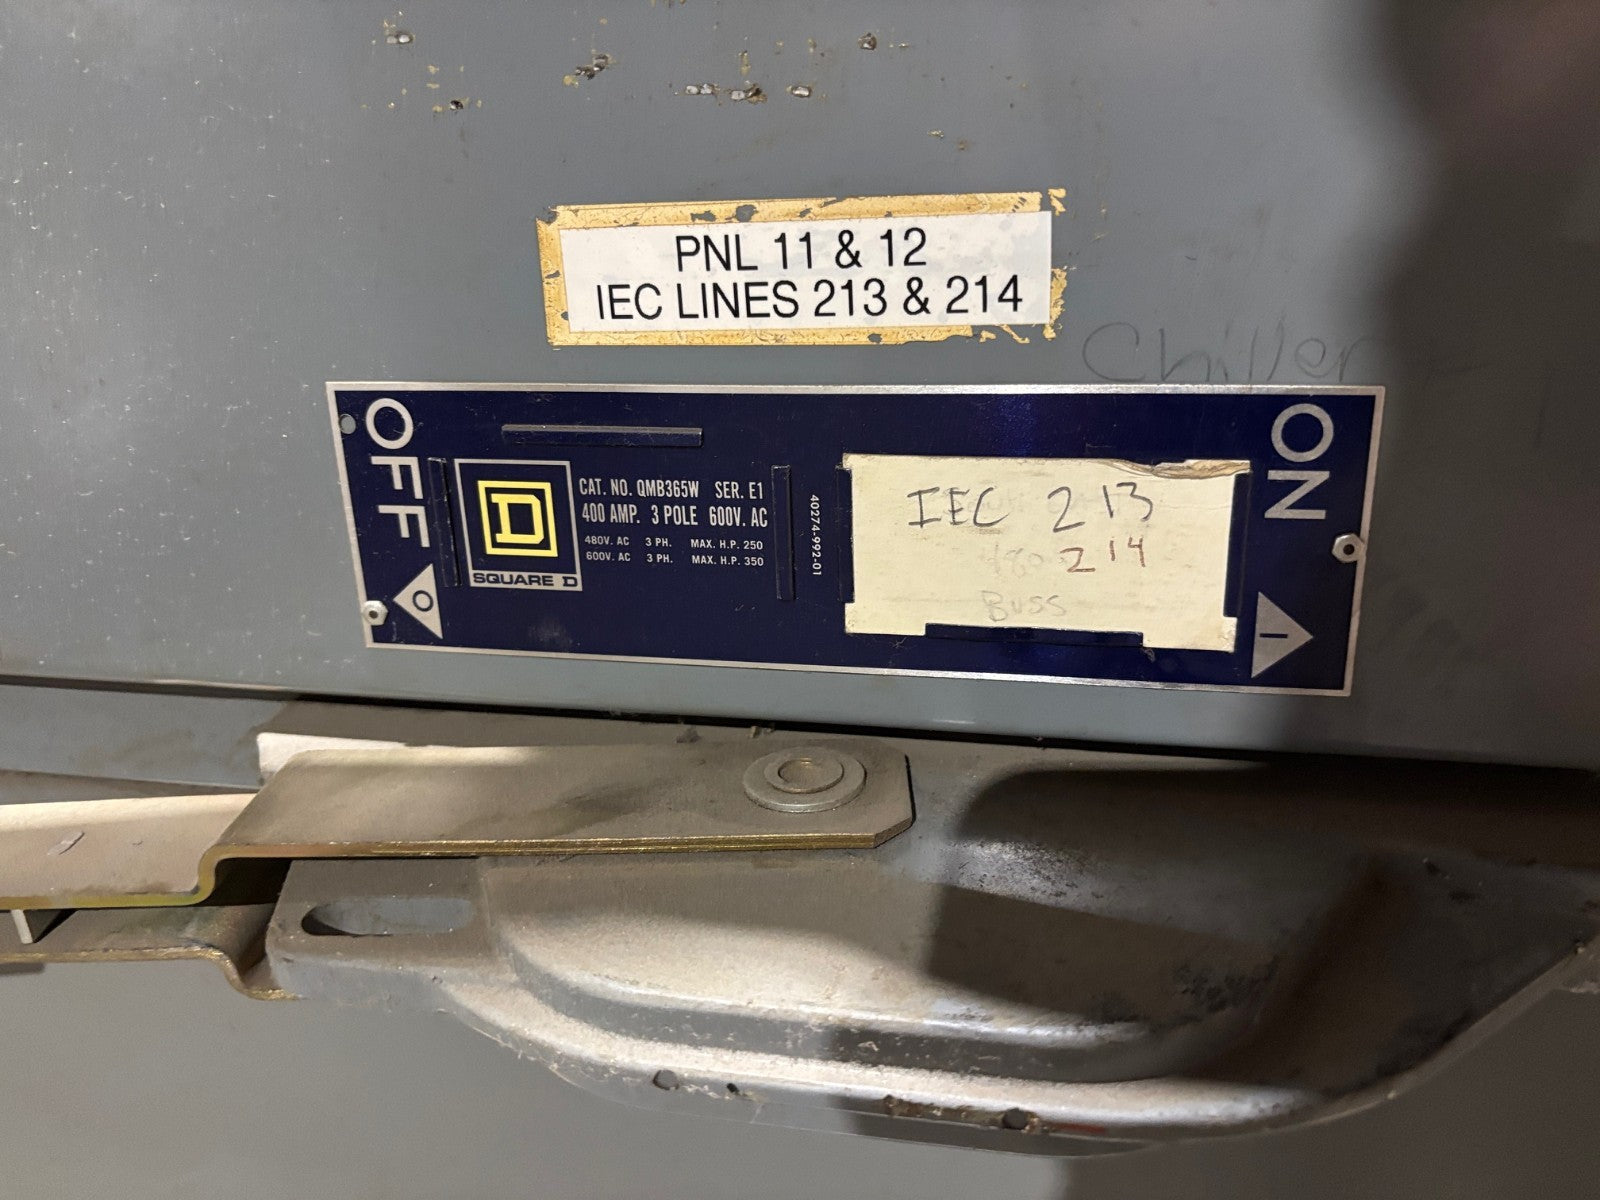 PNL 11 & 12
IEC LINES 213 & 214
Chiller
OFF
O
D
SQUARE D
CAT. NO. QMB365W SER. E1
400 AMP. 3 POLE 600V. AC
480V. AC 3 PH. MAX. H.P. 250
600V. AC 3 PH. MAX. H.P. 350
40274-992-01
IEC 213
480 214
Buss
ON
I